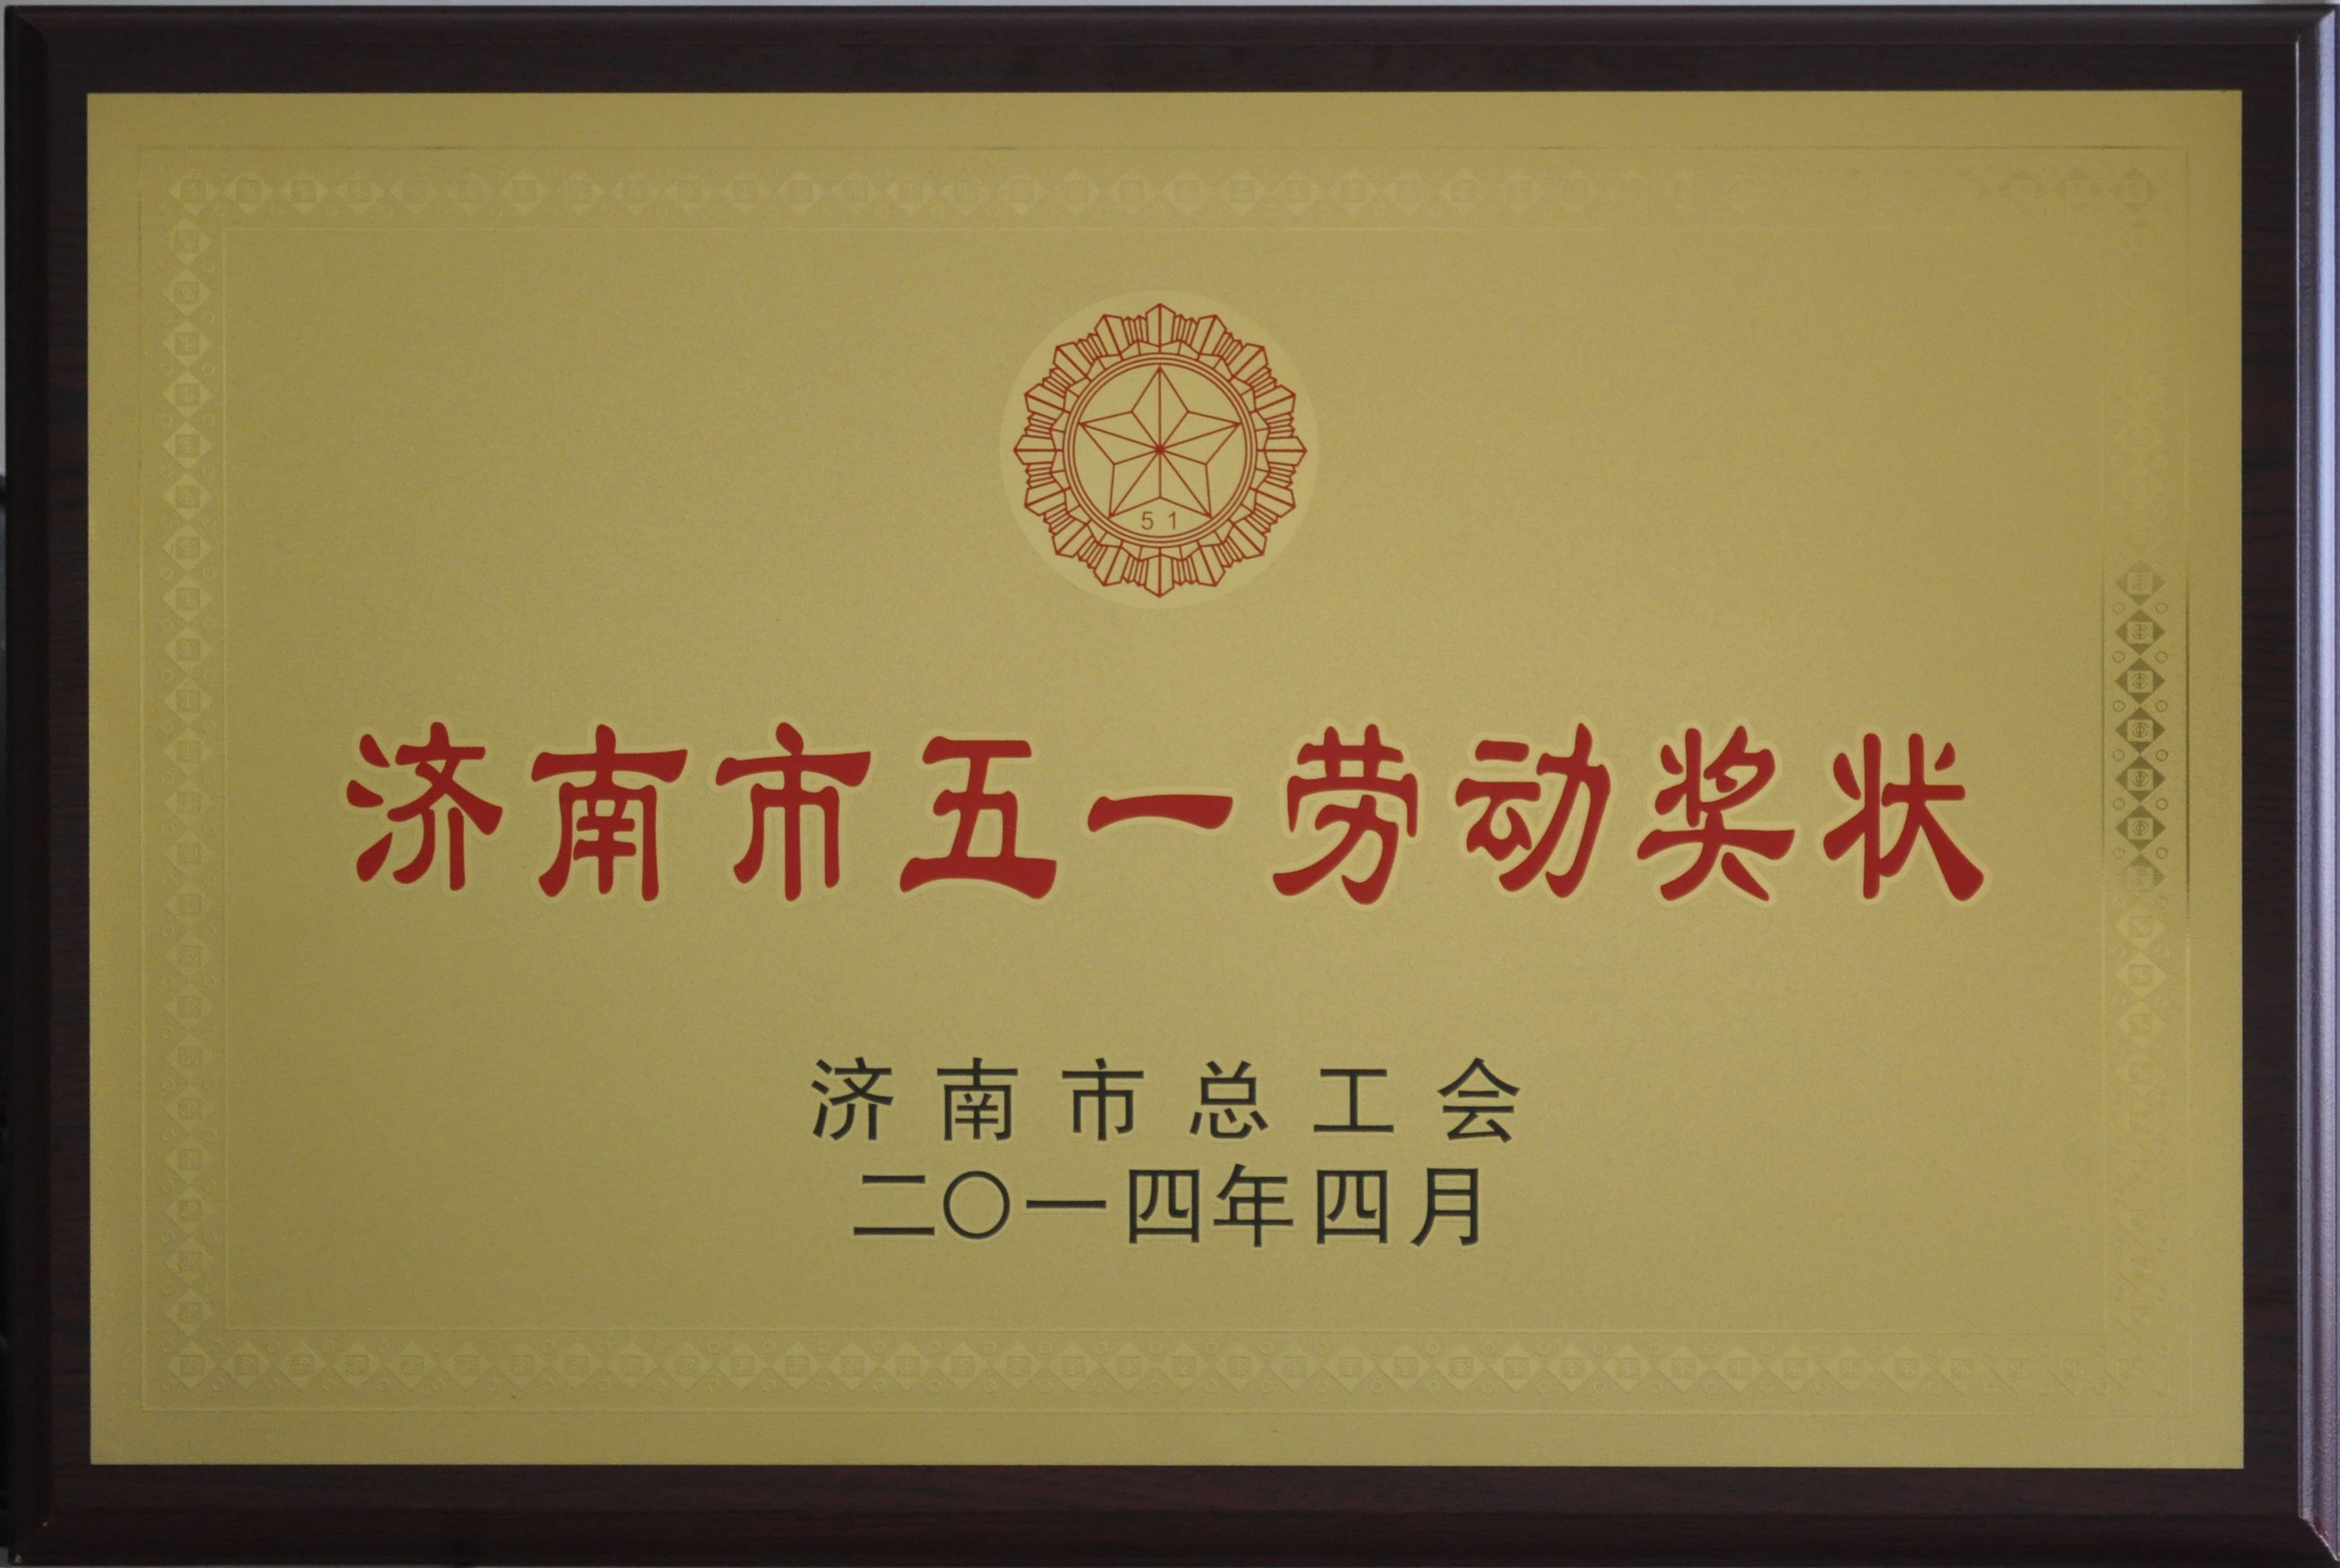 51
济南市五一劳动奖状
济南市总工会
二〇一四年四月